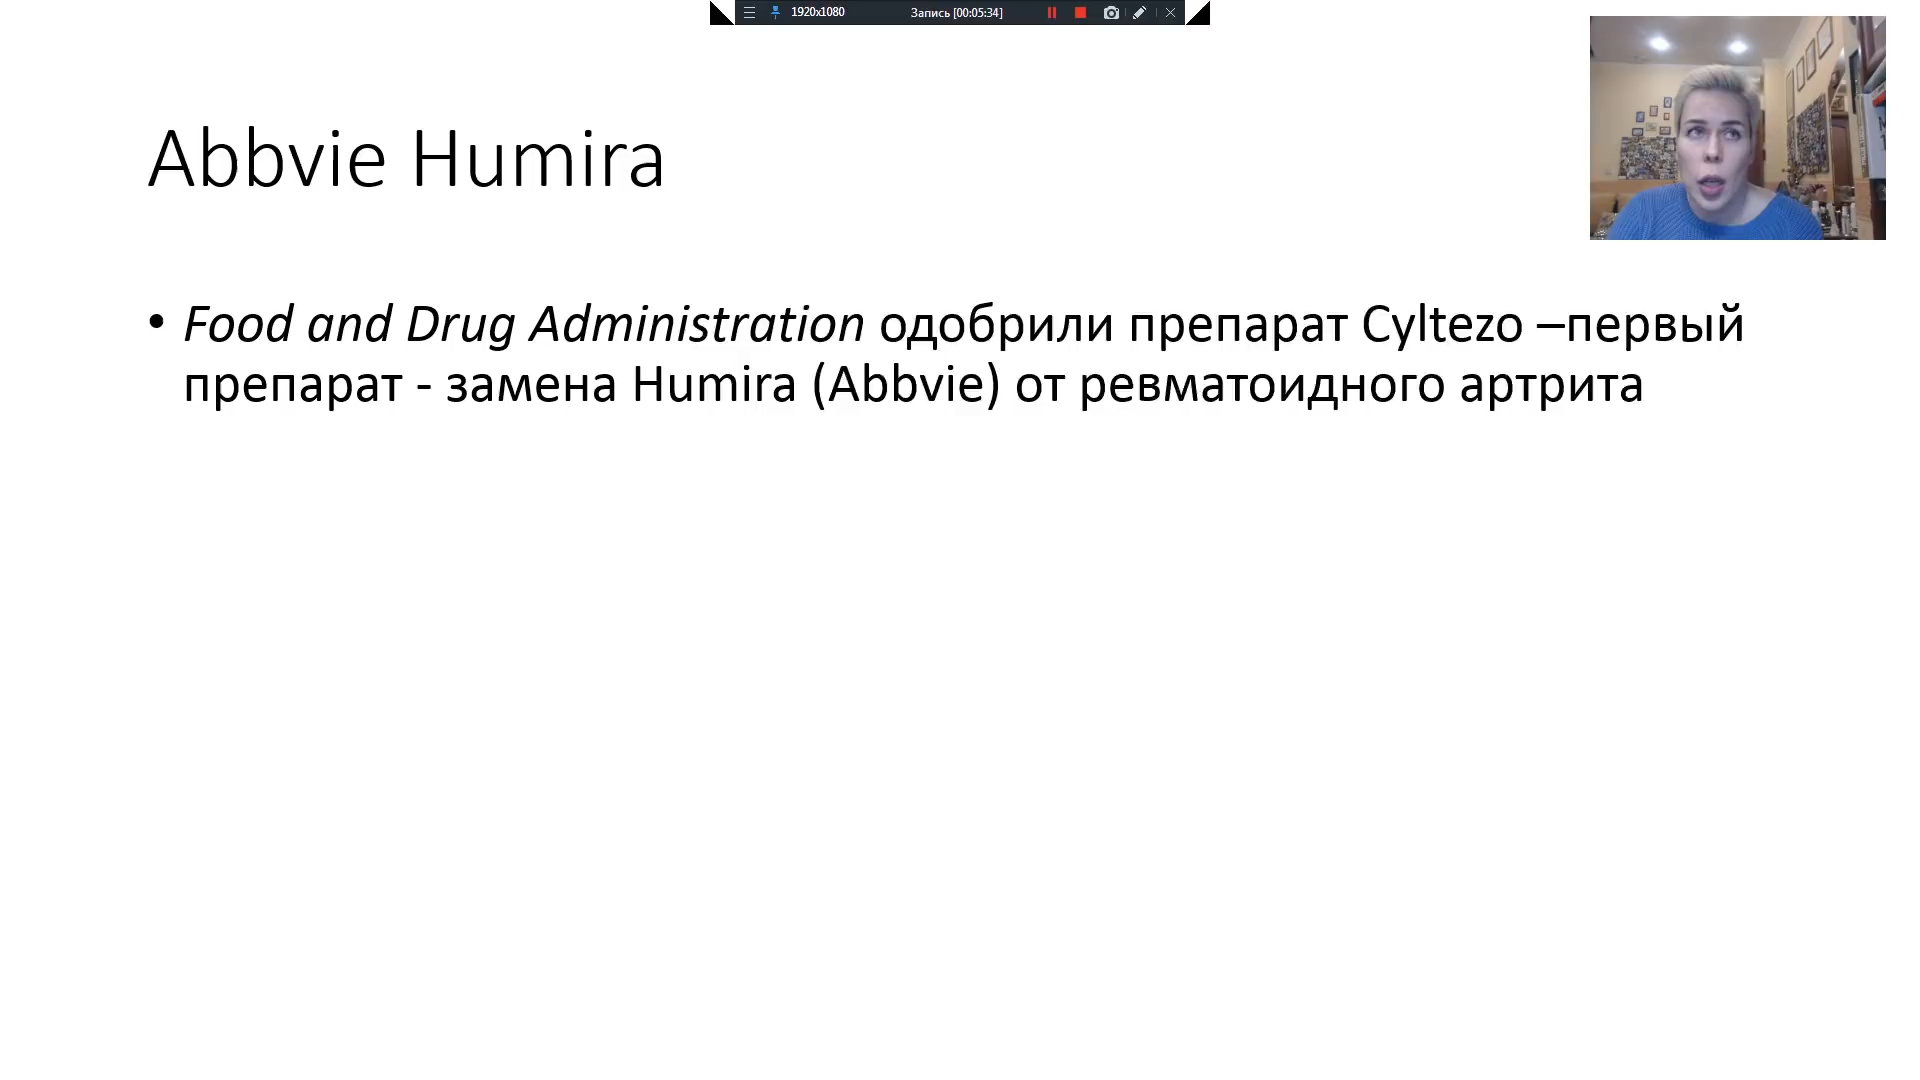 1920x1080 Запись [00:05:34]
Abbvie Humira
• Food and Drug Administration одобрили препарат Cyltezo –первый
препарат - замена Humira (Abbvie) от ревматоидного артрита